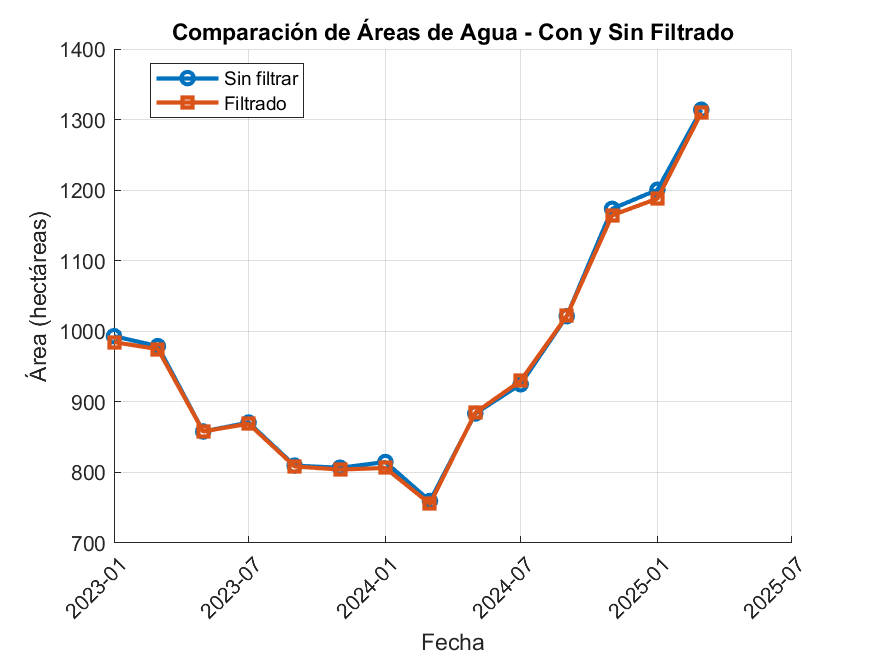 Comparación de Áreas de Agua - Con y Sin Filtrado
Sin filtrar
Filtrado
Área (hectáreas)
1400
1300
1200
1100
1000
900
800
700
2023-01
2023-07
2024-01
2024-07
2025-01
2025-07
Fecha